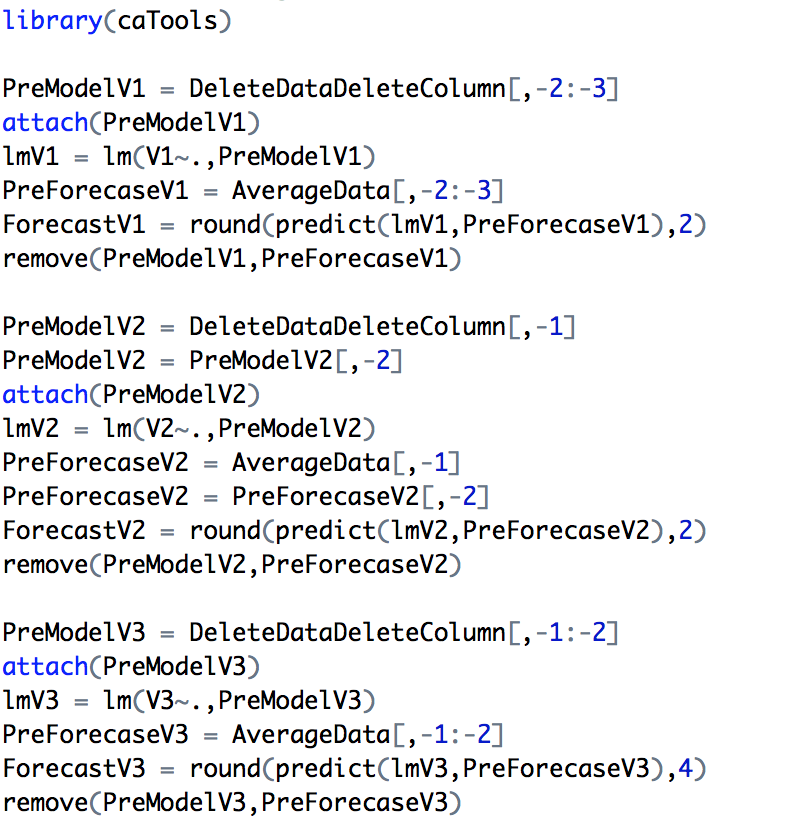 library(caTools)
PreModelV1 = DeleteDataDeleteColumn[,-2:-3]
attach(PreModelV1)
lmV1 = lm(V1~.,PreModelV1)
PreForecaseV1 = AverageData[,-2:-3]
ForecastV1 = round(predict(lmV1,PreForecaseV1),2)
remove(PreModelV1,PreForecaseV1)
PreModelV2 = DeleteDataDeleteColumn[,-1]
PreModelV2 = PreModelV2[,-2]
attach(PreModelV2)
lmV2 = lm(V2~.,PreModelV2)
PreForecaseV2 = AverageData[,-1]
PreForecaseV2 = PreForecaseV2[,-2]
ForecastV2 = round(predict(lmV2,PreForecaseV2),2)
remove(PreModelV2,PreForecaseV2)
PreModelV3 = DeleteDataDeleteColumn[,-1:-2]
attach(PreModelV3)
lmV3 = lm(V3~.,PreModelV3)
PreForecaseV3 = AverageData[,-1:-2]
ForecastV3 = round(predict(lmV3,PreForecaseV3),4)
remove(PreModelV3,PreForecaseV3)